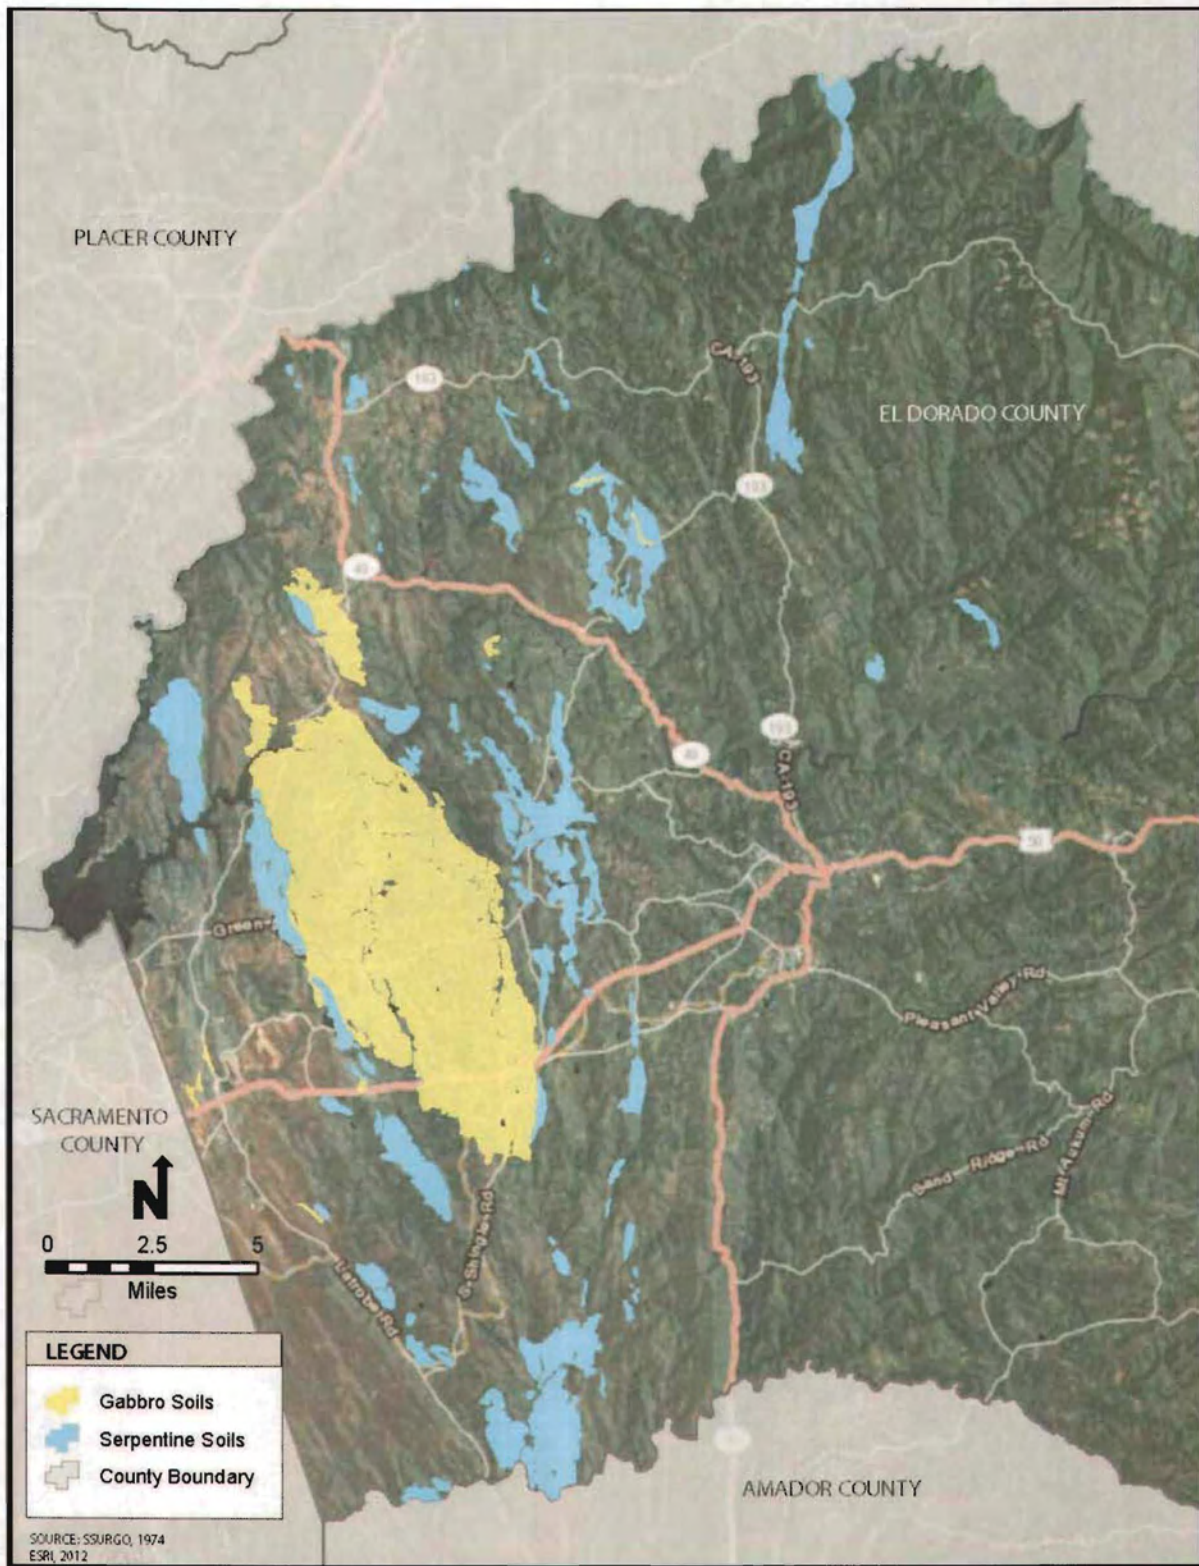 PLACER COUNTY
CA-193
193
EL DORADO COUNTY
193
49
193
49
CA-193
50
Green
Pleasant Valley Rd
SACRAMENTO
COUNTY
N
Sand Ridge Rd
Mt Aukum Rd
0 2.5 5
Miles
S Shingle Rd
Latrobe Rd
LEGEND
Gabbro Soils
Serpentine Soils
County Boundary
AMADOR COUNTY
SOURCE: SSURGO, 1974
ESRI, 2012